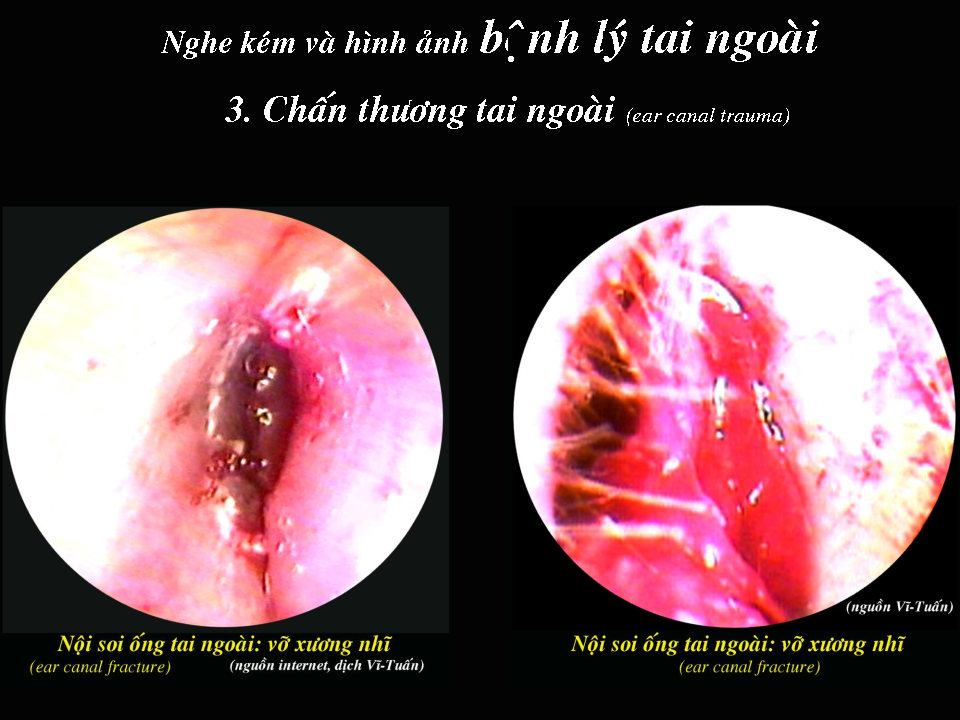 Nghe kém và hình ảnh bệnh lý tai ngoài
3. Chấn thương tai ngoài (ear canal trauma)
(nguồn Vĩ-Tuấn)
Nội soi ống tai ngoài: vỡ xương nhĩ
(ear canal fracture) (nguồn internet, dịch Vĩ-Tuấn)
Nội soi ống tai ngoài: vỡ xương nhĩ
(ear canal fracture)